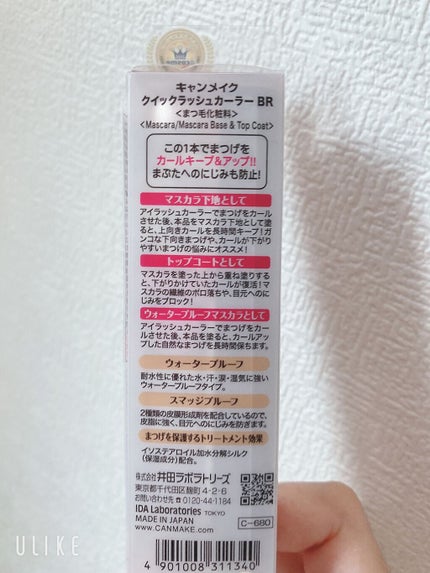 キャンメイク
クイックラッシュカーラー BR
<まつ毛化粧料>
<Mascara/Mascara Base & Top Coat>
この1本でまつげを
カールキープ&アップ!!
まぶたへのにじみも防止!
マスカラ下地として
アイラッシュカーラーでまつげをカール
させた後、本品をマスカラ下地として塗
ると、上向きカールを長時間キープ!ガ
ンコな下向きまつげや、カールが下がり
やすいまつげの悩みにオススメ!
トップコートとして
マスカラを塗った上から重ね塗りする
と、下がりかけていたカールが復活!マ
スカラの繊維のポロ落ちや、目元へのに
じみをブロック!
ウォータープルーフマスカラとして
アイラッシュカーラーでまつげをカー
ルさせた後、本品を塗ると、カールアッ
プした自然なまつげを長時間保ちます。
ウォータープルーフ
耐水性に優れた水・汗・涙・湿気に強い
ウォータープルーフタイプ。
スマッジプルーフ
2種類の皮膜形成剤を配合しているので、
皮脂に強く、目元へのにじみを防ぎます。
まつげを保護するトリートメント効果
イソステアロイル加水分解シルク
(保湿成分)配合。
株式会社 井田ラボラトリーズ
東京都千代田区麹町4-2-6
お問い合わせ先 0120-44-1184
IDA Laboratories TOKYO
MADE IN JAPAN
WWW.CANMAKE.COM
C-680
4 901008 311340
ULIKE